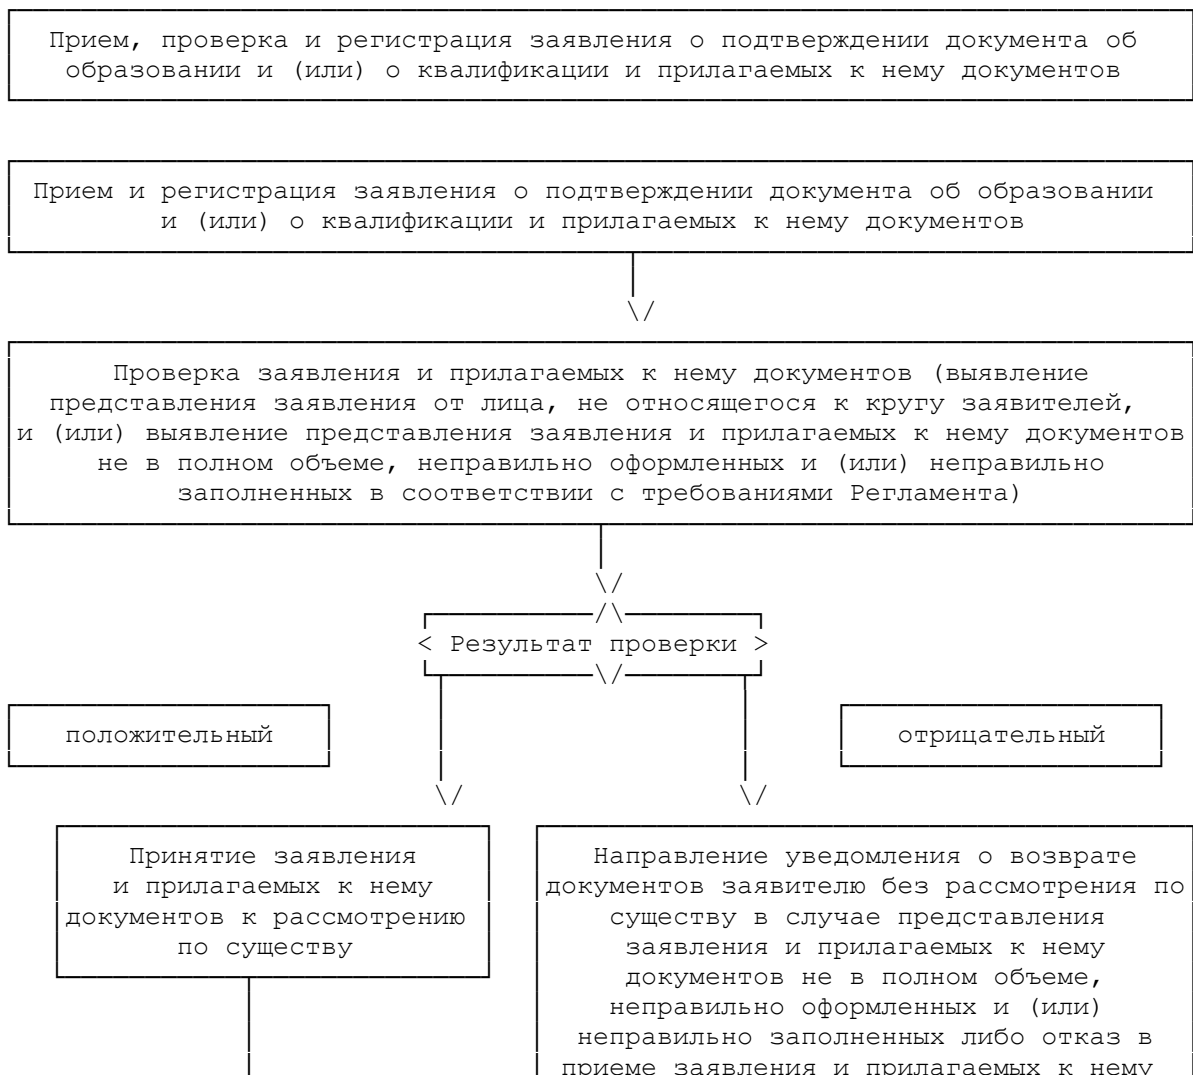 Прием, проверка и регистрация заявления о подтверждении документа об
образовании и (или) о квалификации и прилагаемых к нему документов
Прием и регистрация заявления о подтверждении документа об образовании
и (или) о квалификации и прилагаемых к нему документов
Проверка заявления и прилагаемых к нему документов (выявление
представления заявления от лица, не относящегося к кругу заявителей,
и (или) выявление представления заявления и прилагаемых к нему документов
не в полном объеме, неправильно оформленных и (или) неправильно
заполненных в соответствии с требованиями Регламента)
< Результат проверки >
положительный
отрицательный
Принятие заявления
и прилагаемых к нему
документов к рассмотрению
по существу
Направление уведомления о возврате
документов заявителю без рассмотрения по
существу в случае представления
заявления и прилагаемых к нему
документов не в полном объеме,
неправильно оформленных и (или)
неправильно заполненных либо отказ в
приеме заявления и прилагаемых к нему